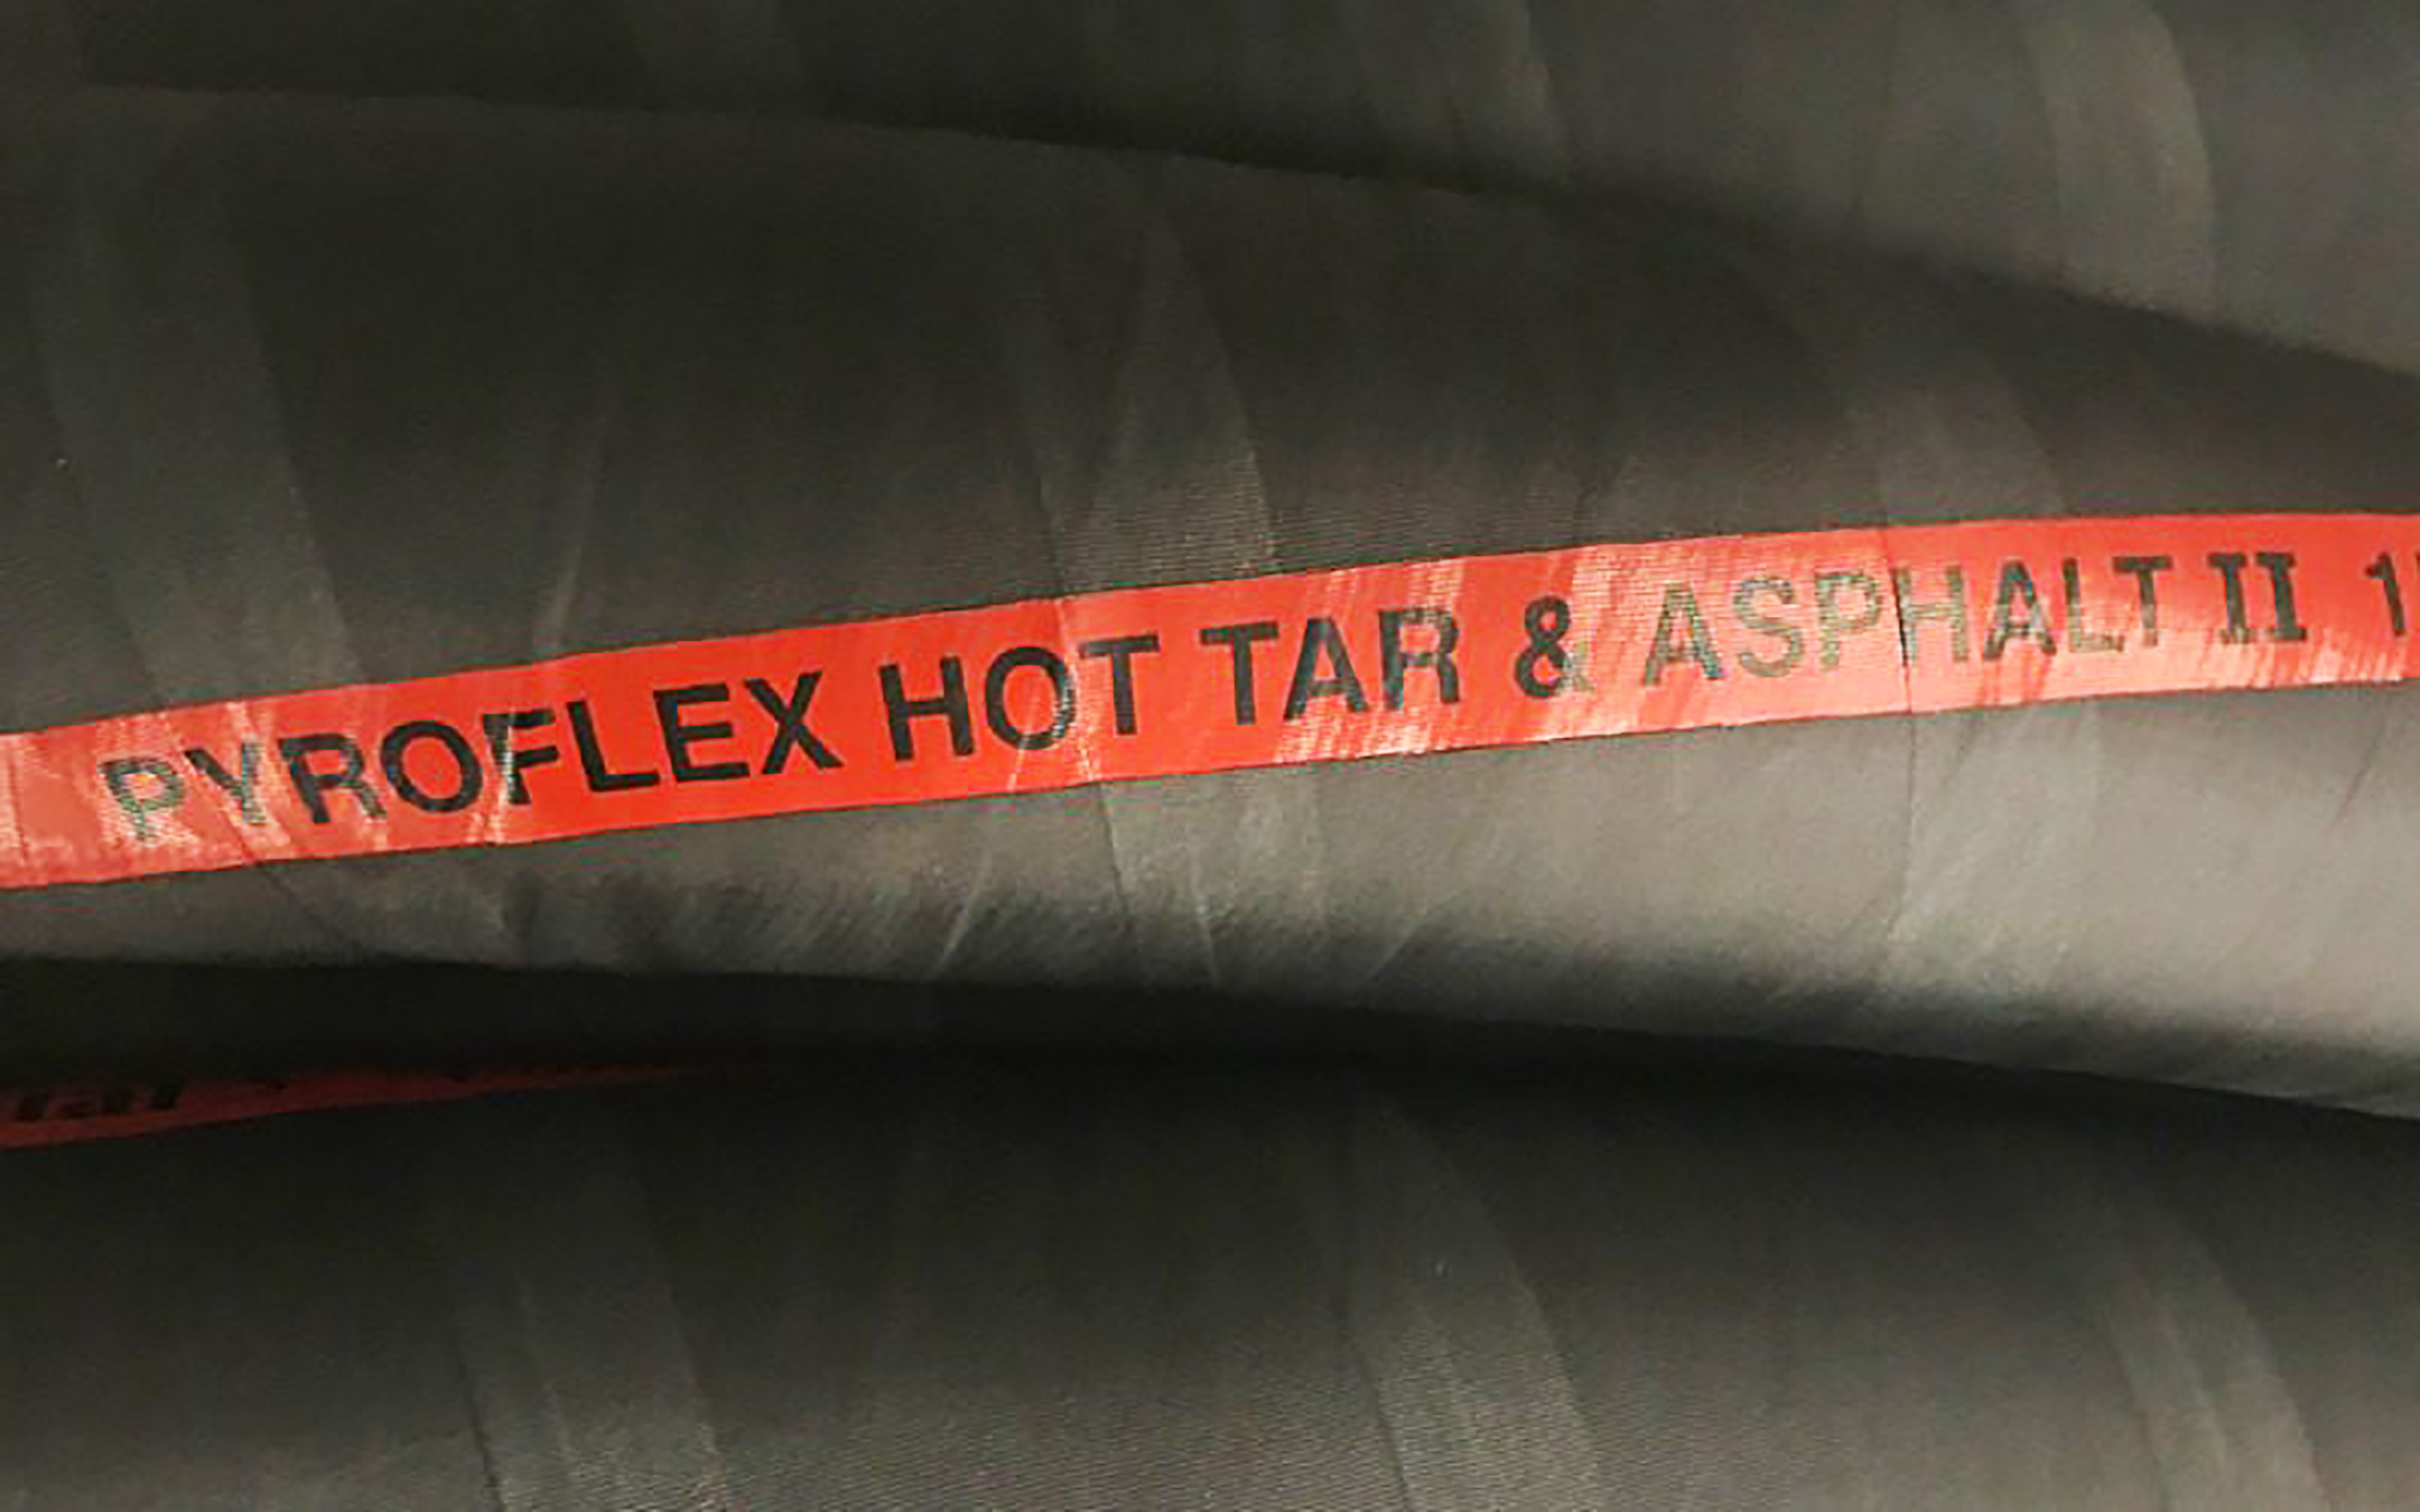 PYROFLEX HOT TAR & ASPHALT II